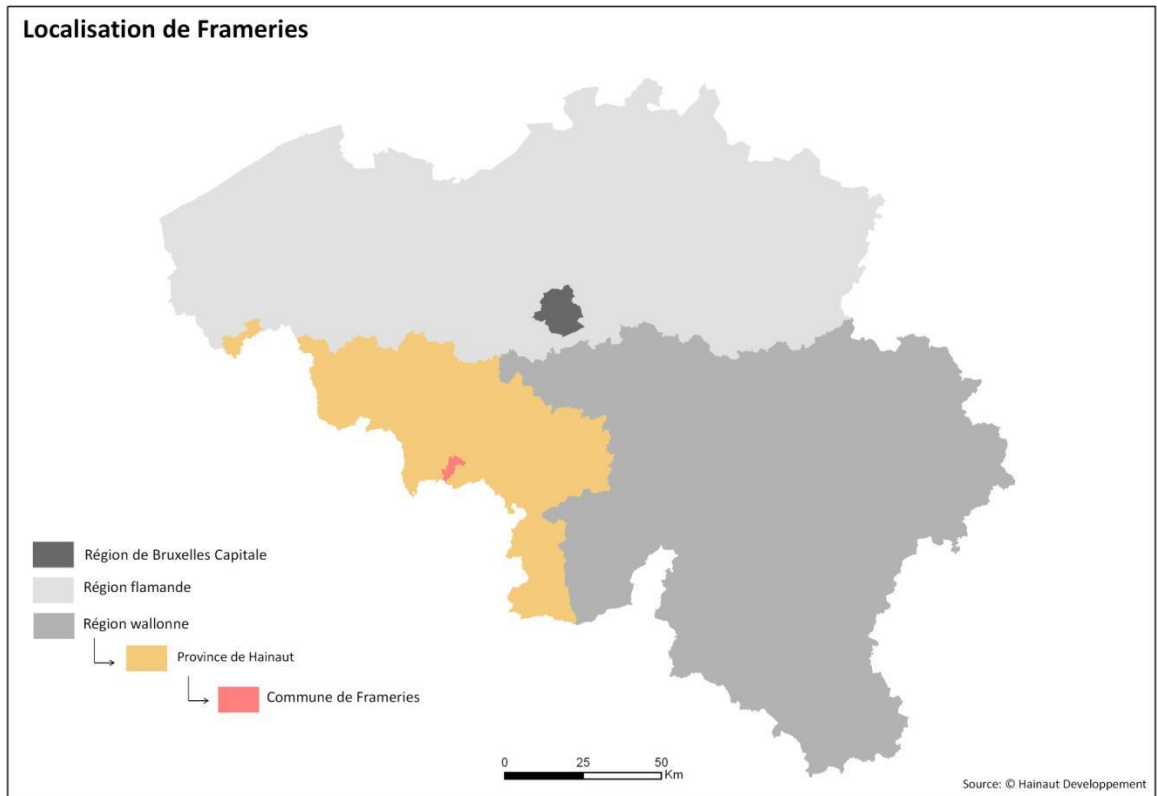 Localisation de Frameries
Région de Bruxelles Capitale
Région flamande
Région wallonne
Province de Hainaut
Commune de Frameries
0 25 50
Km
Source: © Hainaut Developpement